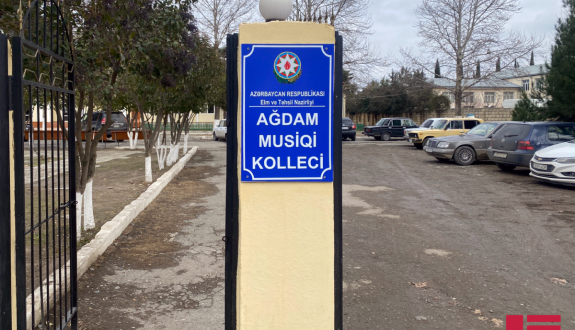 AZƏRBAYCAN RESPUBLİKASI
Elm və Təhsil Nazirliyi
AĞDAM
MUSİQİ
KOLLECİ